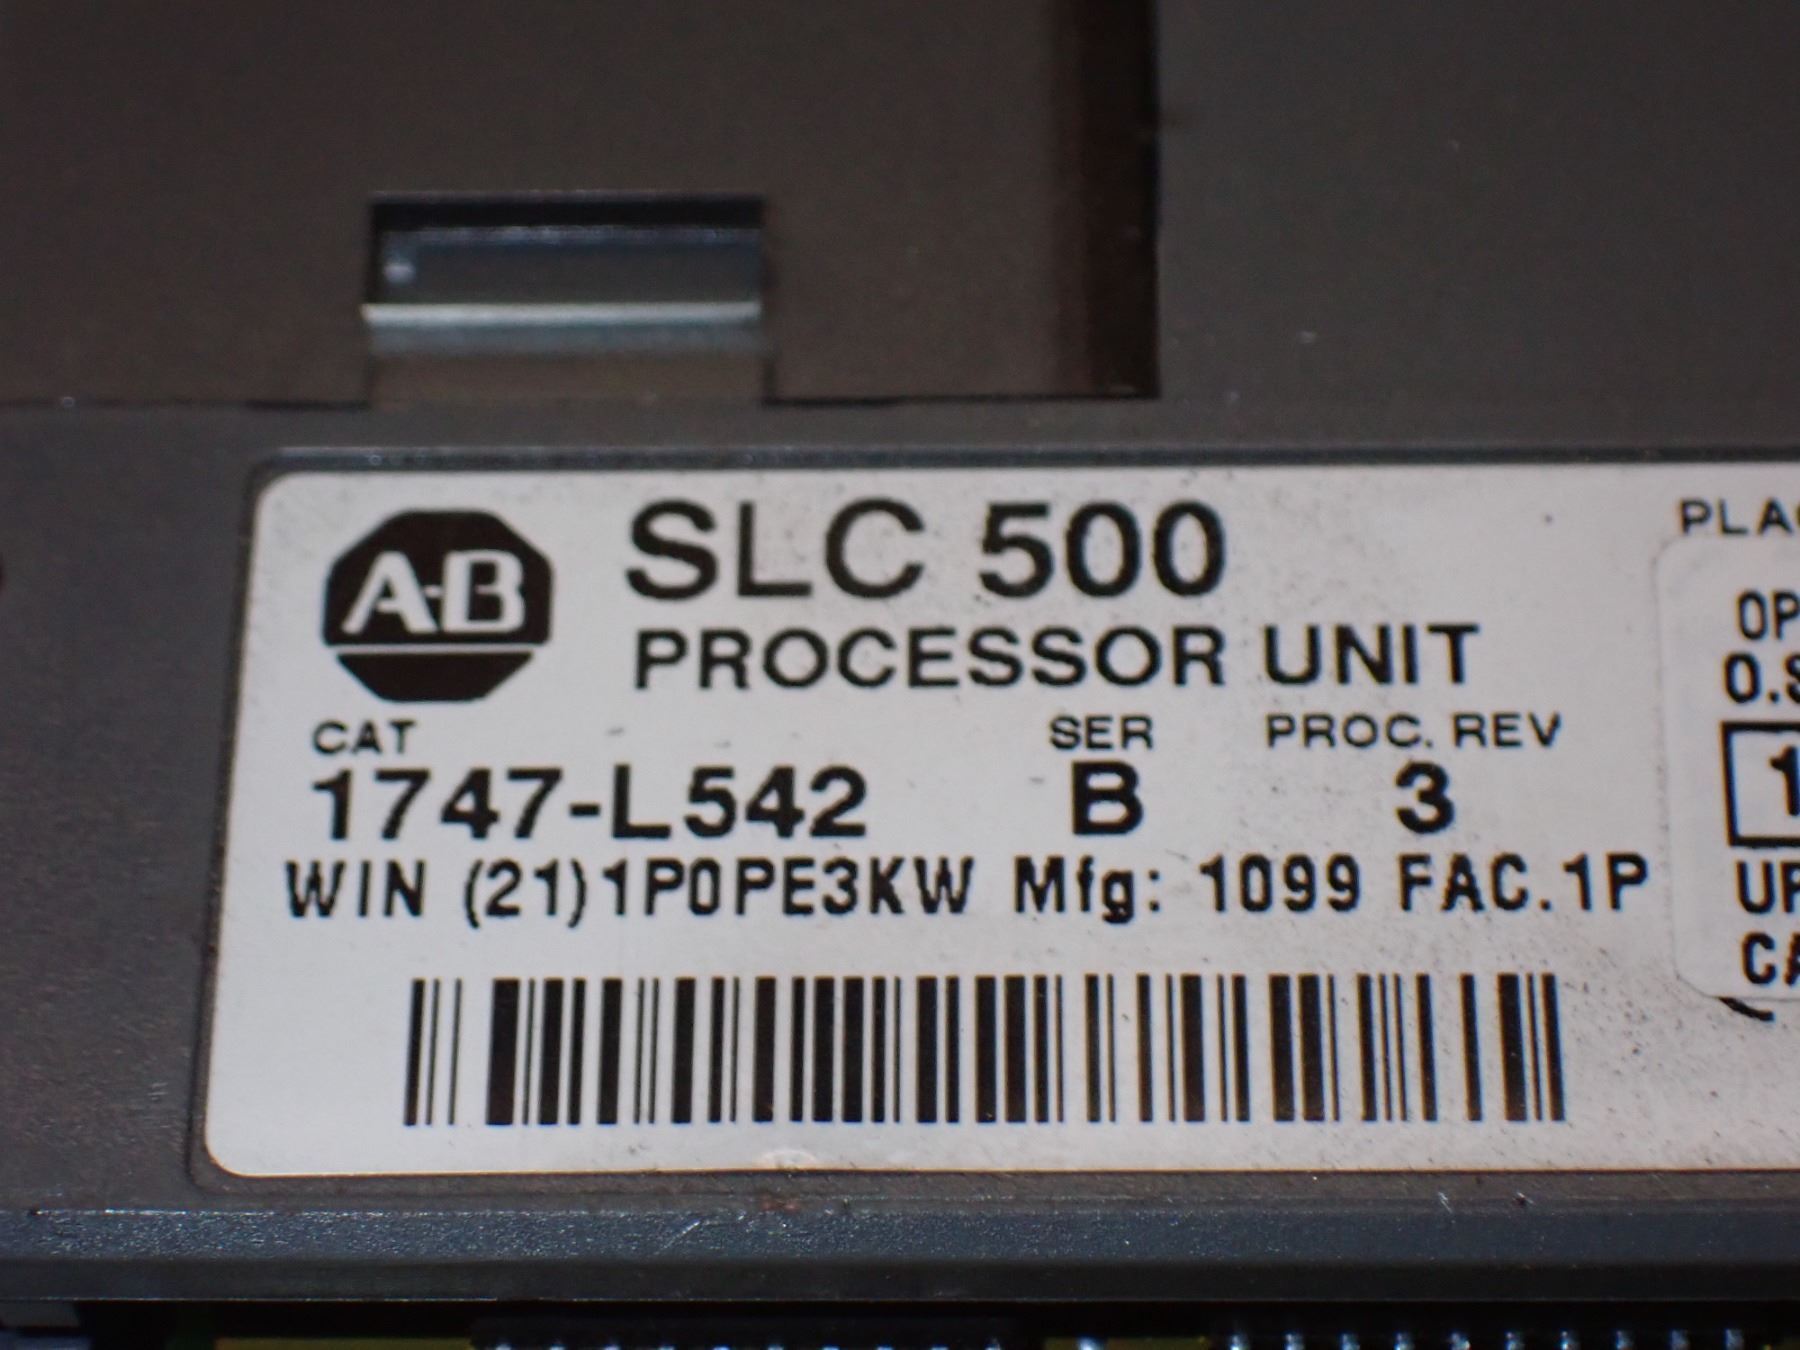 A-B
SLC 500
PROCESSOR UNIT
CAT SER PROC. REV
1747-L542 B 3
WIN (21)1P0PE3KW Mfg: 1099 FAC.1P